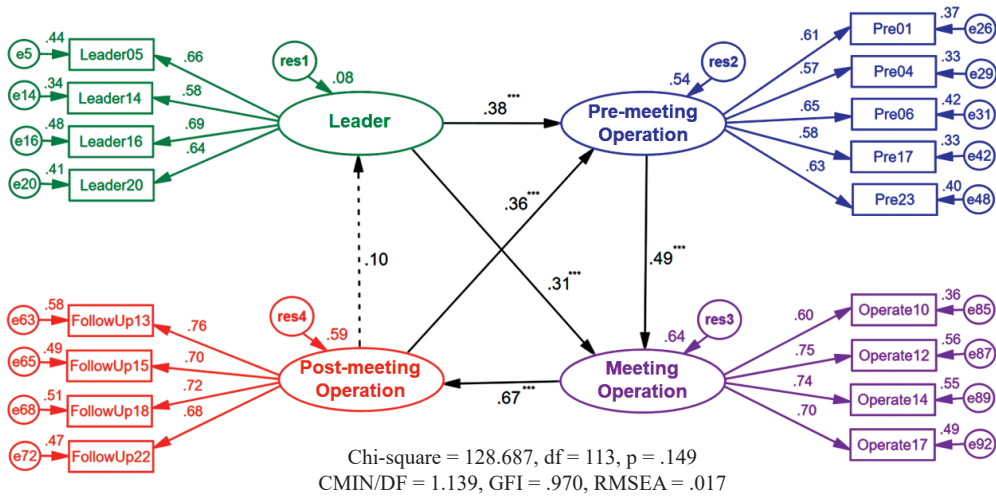 e5 .44 Leader05 .66
e14 .34 Leader14 .58
e16 .48 Leader16 .69
e20 .41 Leader20 .64
res1
.08
Leader
.38***
res2
.54
Pre-meeting
Operation
.61 Pre01 .37 e26
.57 Pre04 .33 e29
.65 Pre06 .42 e31
.58 Pre17 .33 e42
.63 Pre23 .40 e48
.36***
.10
.31***
.49***
e63 .58 FollowUp13 .76
e65 .49 FollowUp15 .70
e68 .51 FollowUp18 .72
e72 .47 FollowUp22 .68
res4
.59
Post-meeting
Operation
.67***
res3
.64
Meeting
Operation
.60 Operate10 .36 e85
.75 Operate12 .56 e87
.74 Operate14 .55 e89
.70 Operate17 .49 e92
Chi-square = 128.687, df = 113, p = .149
CMIN/DF = 1.139, GFI = .970, RMSEA = .017